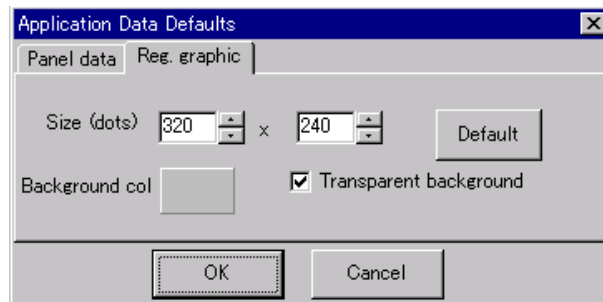 Application Data Defaults
Panel data Reg. graphic
Size (dots) 320 x 240 Default
Background col Transparent background
OK Cancel